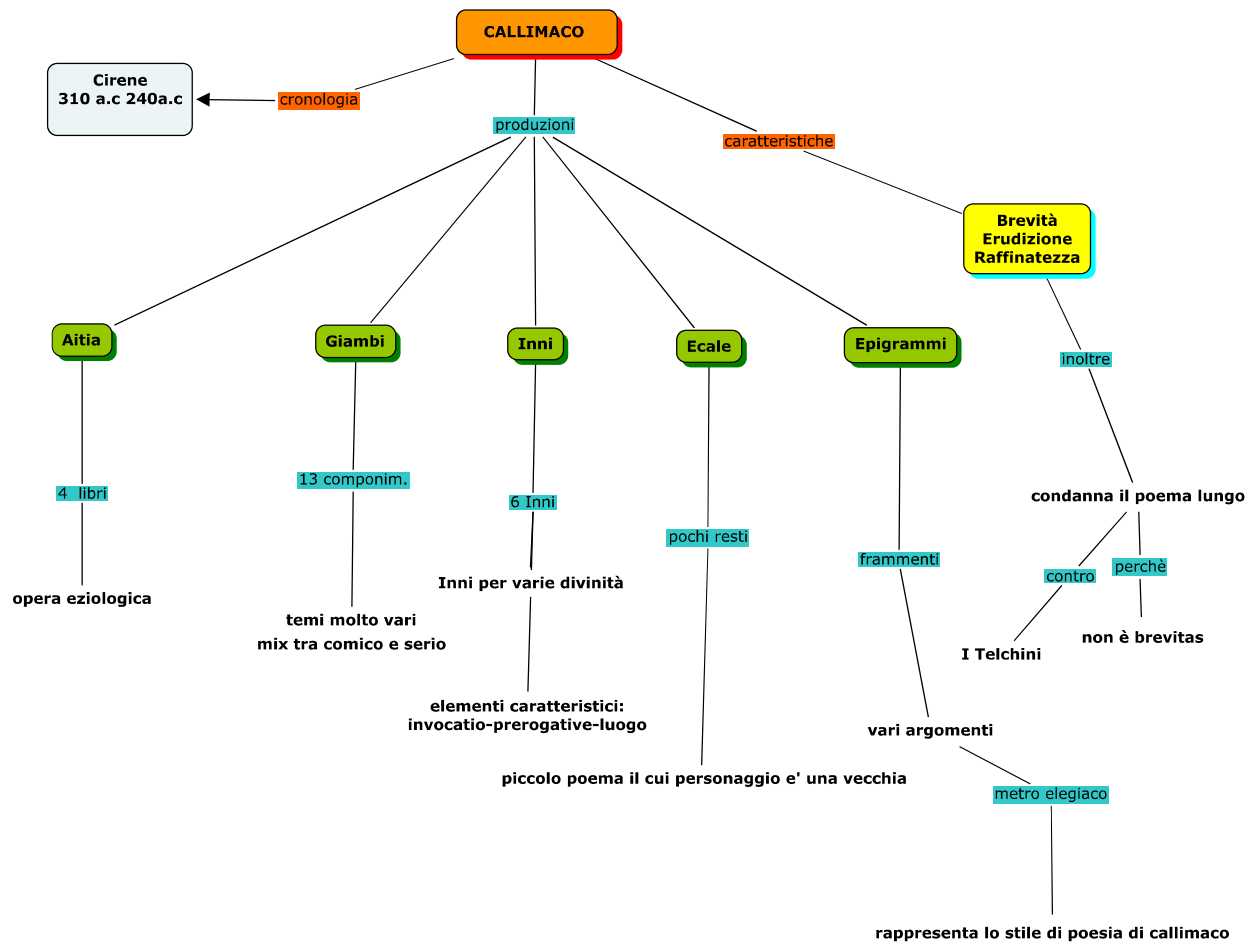 CALLIMACO
Cirene
310 a.c 240a.c
cronologia
produzioni
caratteristiche
Brevità
Erudizione
Raffinatezza
Aitia
Giambi
Inni
Ecale
Epigrammi
inoltre
4 libri
13 componim.
6 Inni
pochi resti
frammenti
condanna il poema lungo
contro
perchè
opera eziologica
temi molto vari
mix tra comico e serio
Inni per varie divinità
I Telchini
non è brevitas
elementi caratteristici:
invocatio-prerogative-luogo
vari argomenti
piccolo poema il cui personaggio e' una vecchia
metro elegiaco
rappresenta lo stile di poesia di callimaco